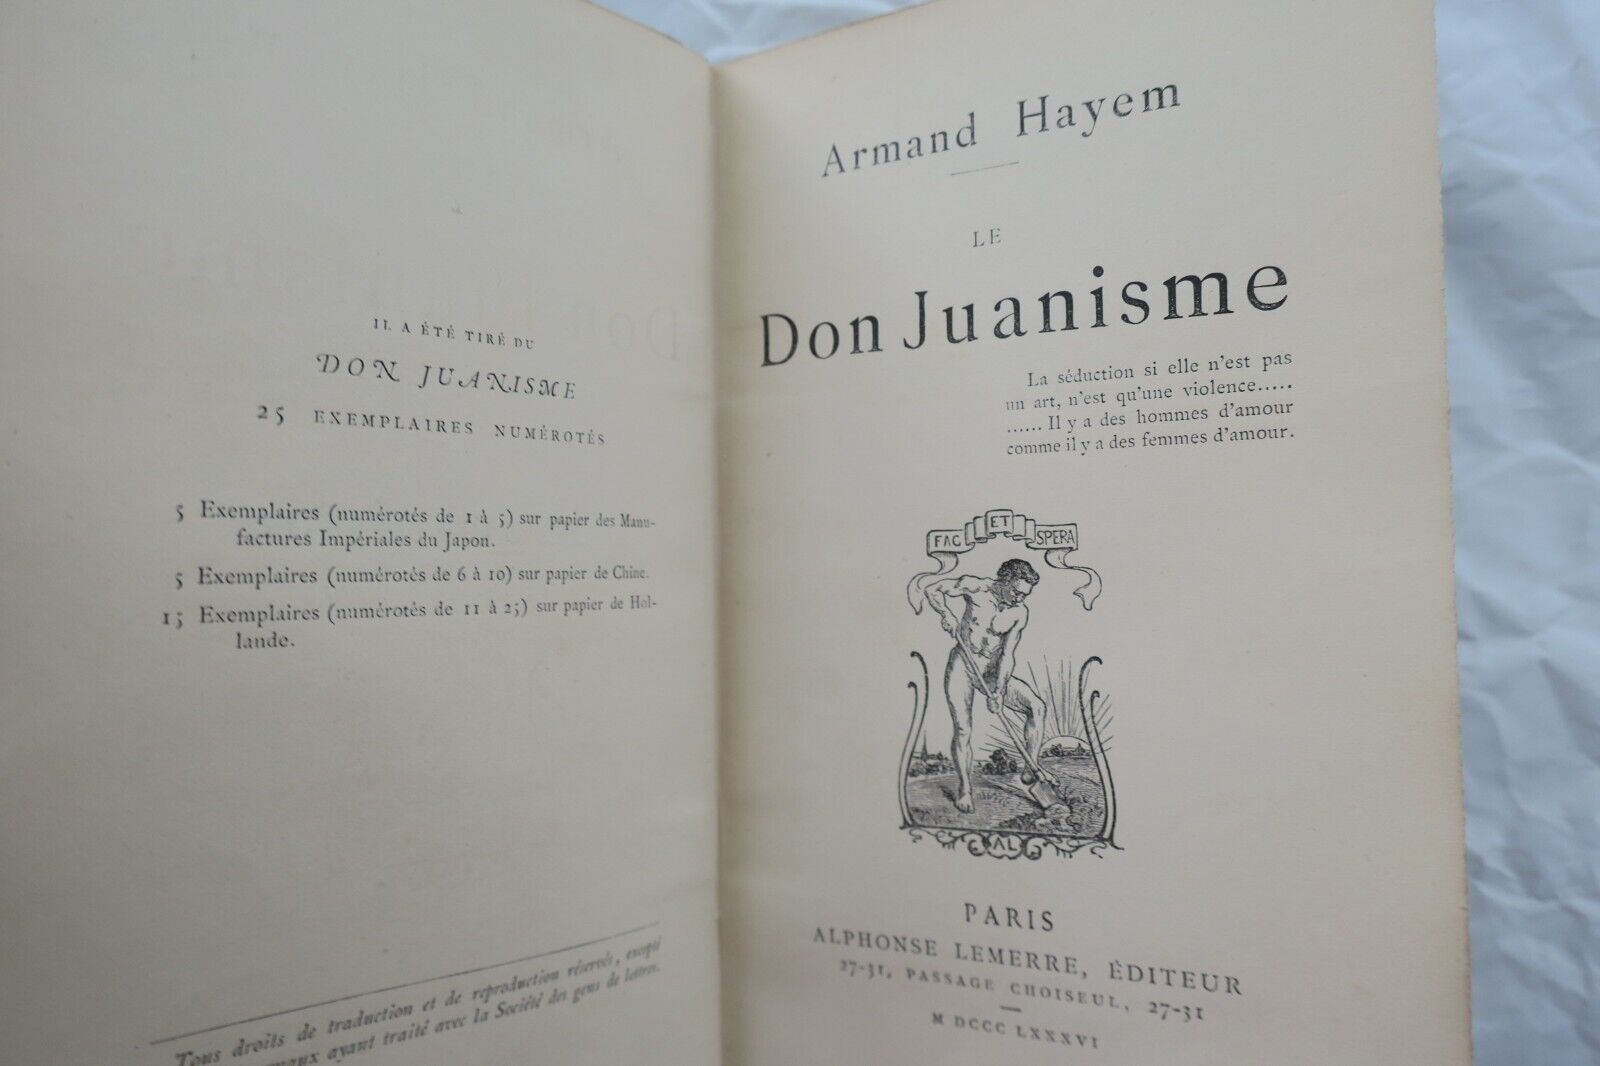 IL A ÉTÉ TIRÉ DU
DON JUANISME
25 EXEMPLAIRES NUMÉROTÉS
5 Exemplaires (numérotés de 1 à 5) sur papier des Manu-
factures Impériales du Japon.
5 Exemplaires (numérotés de 6 à 10) sur papier de Chine.
15 Exemplaires (numérotés de 11 à 25) sur papier de Hol-
lande.
Tous droits de traduction et de reproduction réservés, excepté
ayant traité avec la Société des gens de lettres.
Armand Hayem
LE
Don Juanisme
La séduction si elle n'est pas
un art, n'est qu'une violence.....
...... Il y a des hommes d'amour
comme il y a des femmes d'amour.
FAC ET SPERA
AL
PARIS
ALPHONSE LEMERRE, ÉDITEUR
27-31, PASSAGE CHOISEUL, 27-31
M DCCC LXXXVI